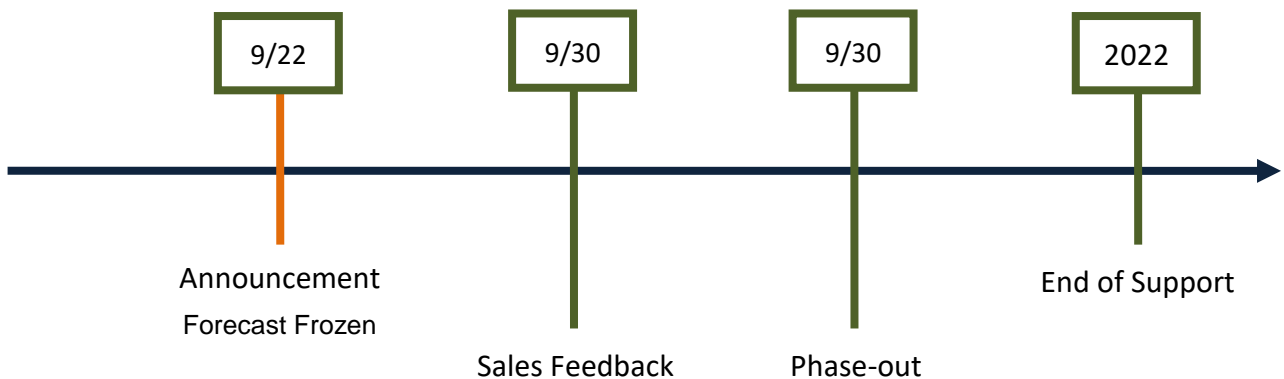 9/22
9/30
9/30
2022
Announcement
Forecast Frozen
End of Support
Sales Feedback
Phase-out